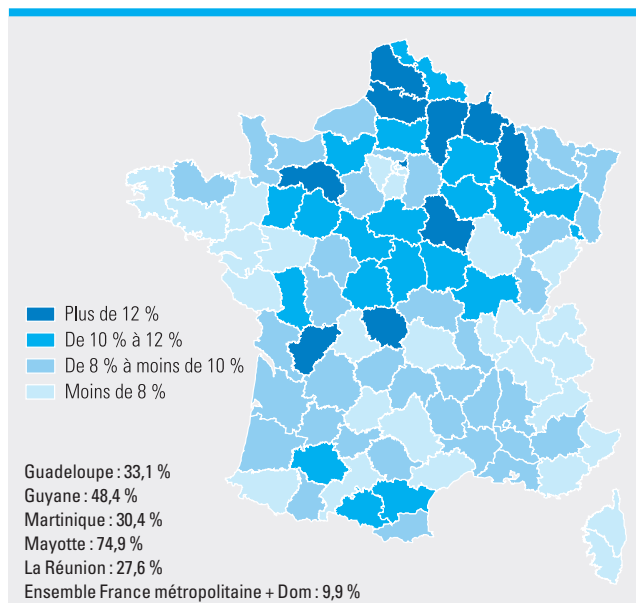 Plus de 12 %
De 10 % à 12 %
De 8 % à moins de 10 %
Moins de 8 %
Guadeloupe : 33,1 %
Guyane : 48,4 %
Martinique : 30,4 %
Mayotte : 74,9 %
La Réunion : 27,6 %
Ensemble France métropolitaine + Dom : 9,9 %